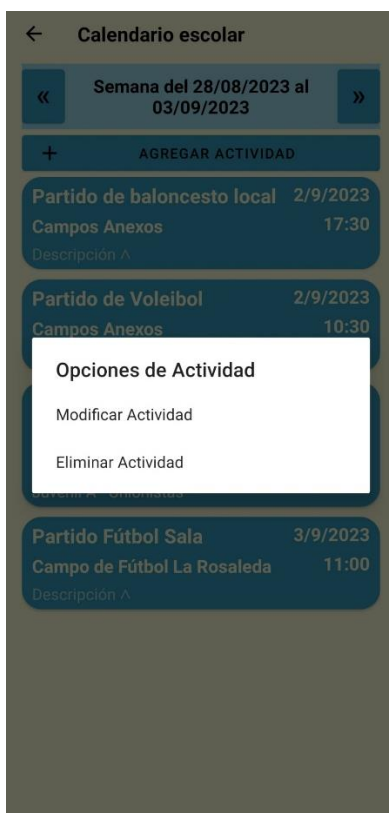 Calendario escolar
« Semana del 28/08/2023 al »
03/09/2023
+ AGREGAR ACTIVIDAD
Partido de baloncesto local 2/9/2023
Campos Anexos 17:30
Descripción ^
Partido de Voleibol 2/9/2023
Campos Anexos 10:30
Opciones de Actividad
Modificar Actividad
Eliminar Actividad
Juvenil A - Unionistas
Partido Fútbol Sala 3/9/2023
Campo de Fútbol La Rosaleda 11:00
Descripción ^